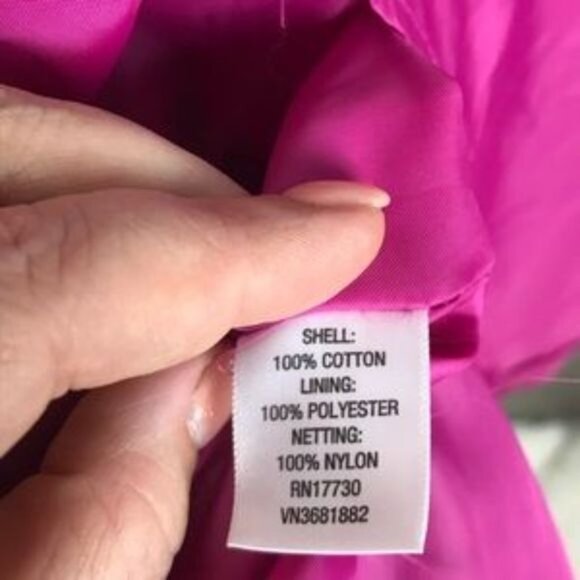 SHELL:
100% COTTON
LINING:
100% POLYESTER
NETTING:
100% NYLON
RN17730
VN3681882